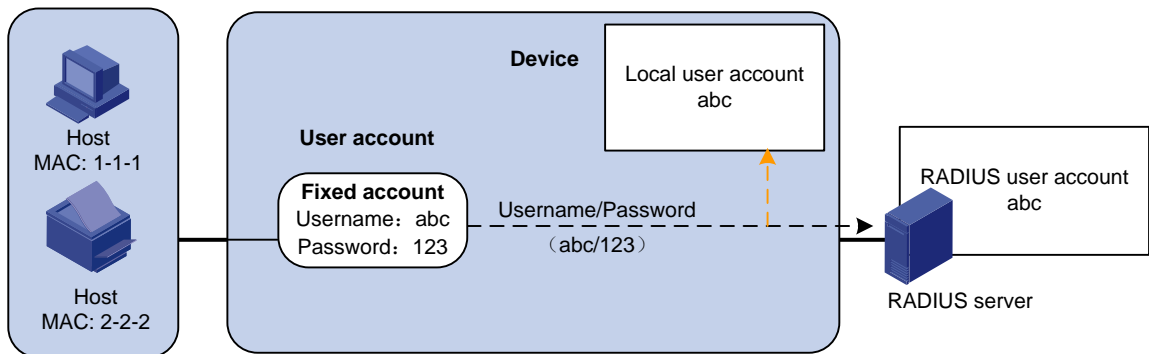 Host
MAC: 1-1-1
Host
MAC: 2-2-2
Device
User account
Fixed account
Username：abc
Password：123
Username/Password
（abc/123）
Local user account
abc
RADIUS user account
abc
RADIUS server